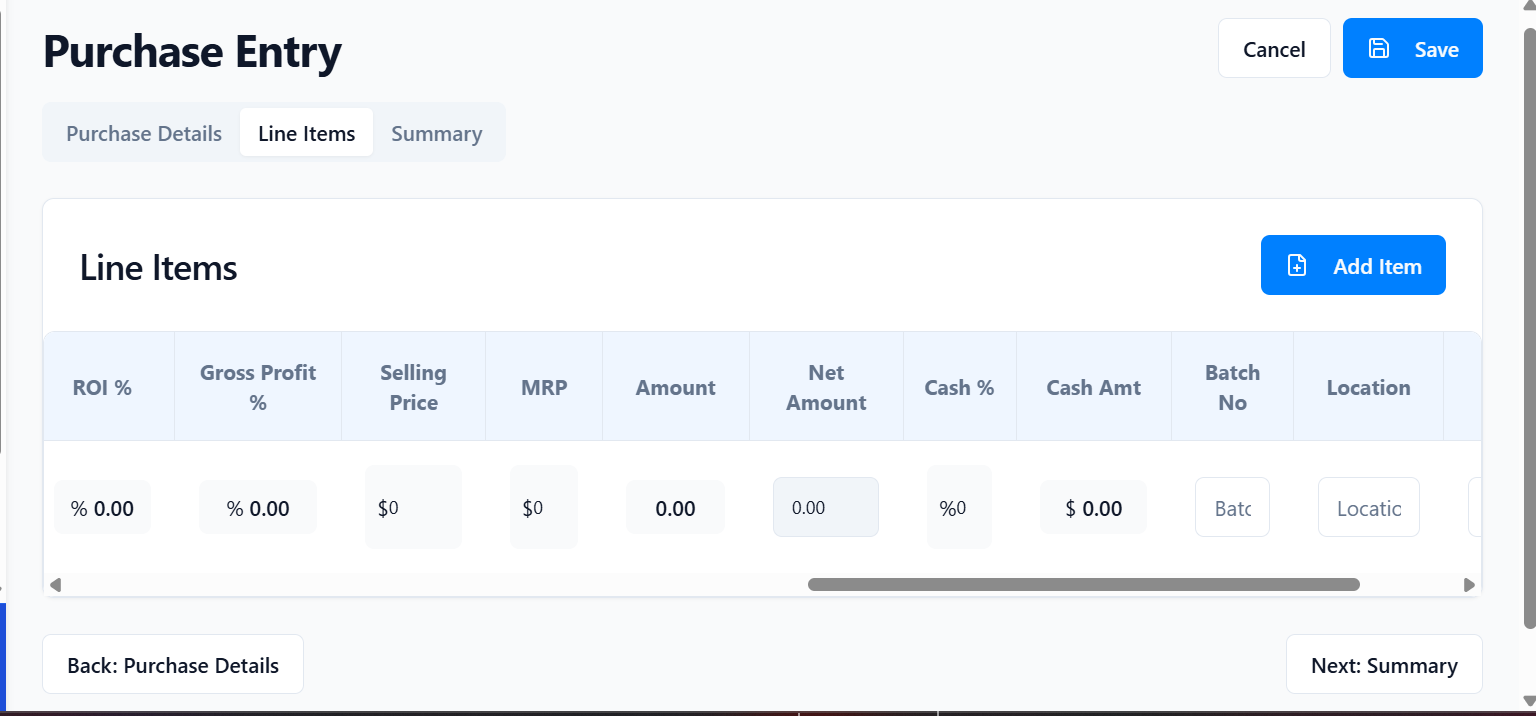 Purchase Entry
Cancel
Save
Purchase Details
Line Items
Summary
Line Items
Add Item
ROI %
Gross Profit
%
Selling
Price
MRP
Amount
Net
Amount
Cash %
Cash Amt
Batch
No
Location
% 0.00
% 0.00
$0
$0
0.00
0.00
%0
$ 0.00
Batc
Locatic
Back: Purchase Details
Next: Summary